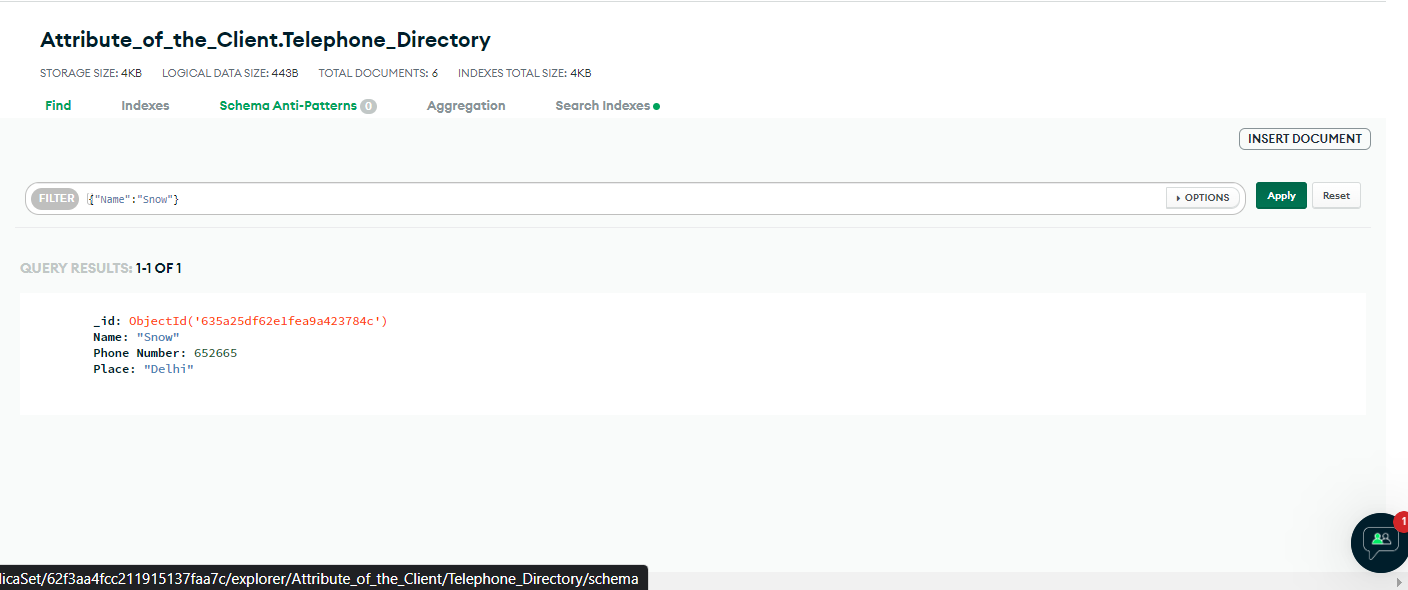 Attribute_of_the_Client.Telephone_Directory
STORAGE SIZE: 4KB LOGICAL DATA SIZE: 443B TOTAL DOCUMENTS: 6 INDEXES TOTAL SIZE: 4KB
Find Indexes Schema Anti-Patterns 0 Aggregation Search Indexes
INSERT DOCUMENT
FILTER {"Name":"Snow"} OPTIONS Apply Reset
QUERY RESULTS: 1-1 OF 1
_id: ObjectId('635a25df62e1fea9a423784c')
Name: "Snow"
Phone Number: 652665
Place: "Delhi"
1
licaSet/62f3aa4fcc211915137faa7c/explorer/Attribute_of_the_Client/Telephone_Directory/schema